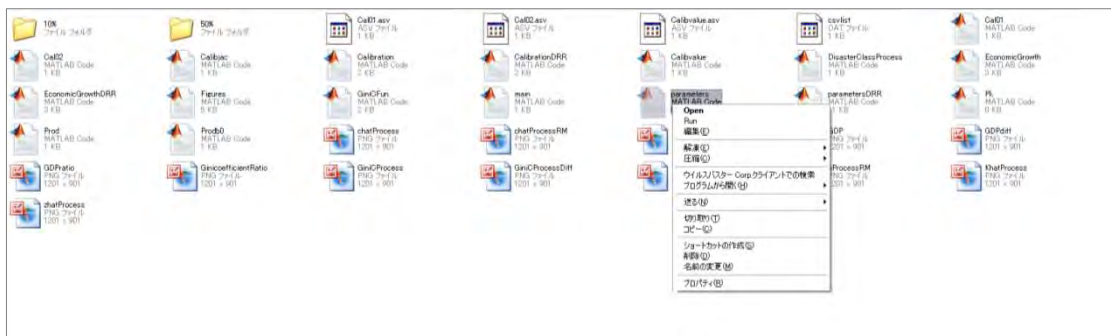 10%
ファイル フォルダ
50%
ファイル フォルダ
Cal01.asv
ASV ファイル
1 KB
Cal02.asv
ASV ファイル
1 KB
Calibvalue.asv
ASV ファイル
1 KB
csvlist
DAT ファイル
1 KB
Cal01
MATLAB Code
1 KB
Cal02
MATLAB Code
1 KB
Calibjac
MATLAB Code
1 KB
Calibration
MATLAB Code
2 KB
CalibrationDRR
MATLAB Code
2 KB
Calibvalue
MATLAB Code
1 KB
DisasterClassProcess
MATLAB Code
1 KB
EconomicGrowth
MATLAB Code
3 KB
EconomicGrowthDRR
MATLAB Code
3 KB
Figures
MATLAB Code
5 KB
GiniCFun
MATLAB Code
2 KB
main
MATLAB Code
1 KB
parameters
MATLAB Code
parametersDRR
MATLAB Code
Pi
MATLAB Code
0 KB
Prod
MATLAB Code
1 KB
Prodb0
MATLAB Code
1 KB
chatProcess
PNG ファイル
1201 x 901
chatProcessRM
PNG ファイル
1201 x 901
GDP
PNG ファイル
1201 x 901
GDPdiff
PNG ファイル
1201 x 901
GDPratio
PNG ファイル
1201 x 901
GinicoefficientRatio
PNG ファイル
1201 x 901
GiniCProcess
PNG ファイル
1201 x 901
GiniCProcessDiff
PNG ファイル
1201 x 901
ProcessRM
PNG ファイル
1201 x 901
KhatProcess
PNG ファイル
1201 x 901
zhatProcess
PNG ファイル
1201 x 901
Open
Run
編集(E)
解凍(E)
圧縮(C)
ウイルスバスター Corp.クライアントでの検索
プログラムから開く(H)
送る(N)
切り取り(T)
コピー(C)
ショートカットの作成(S)
削除(D)
名前の変更(M)
プロパティ(R)